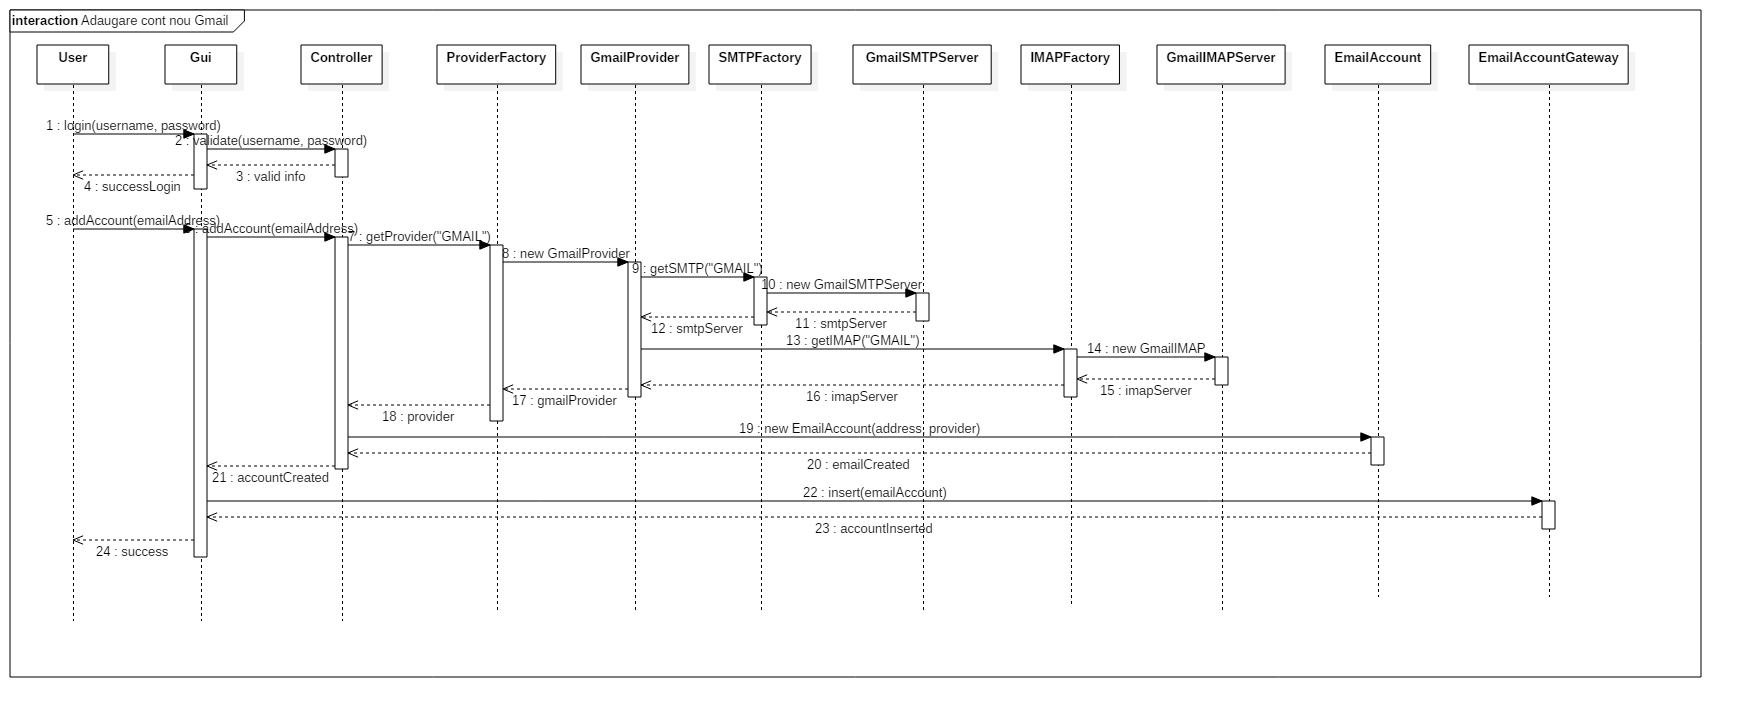 interaction Adaugare cont nou Gmail
User Gui Controller ProviderFactory GmailProvider SMTPFactory GmailSMTPServer IMAPFactory GmailIMAPServer EmailAccount EmailAccountGateway
1 : login(username, password)
2 : validate(username, password)
3 : valid info
4 : successLogin
5 : addAccount(emailAddress)
: addAccount(emailAddress)
7 : getProvider("GMAIL")
8 : new GmailProvider
9 : getSMTP("GMAIL")
10 : new GmailSMTPServer
11 : smtpServer
12 : smtpServer
13 : getIMAP("GMAIL")
14 : new GmailIMAP
15 : imapServer
16 : imapServer
17 : gmailProvider
18 : provider
19 : new EmailAccount(address, provider)
20 : emailCreated
21 : accountCreated
22 : insert(emailAccount)
23 : accountInserted
24 : success